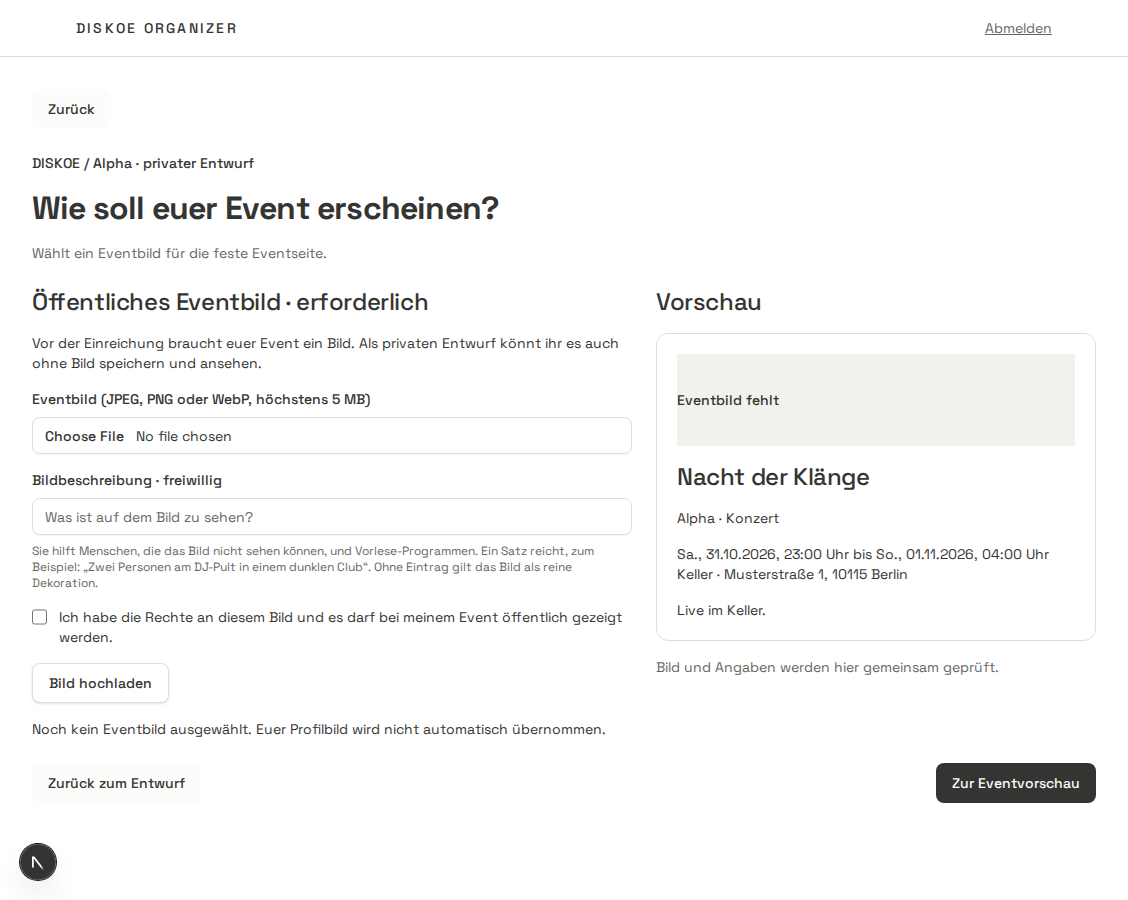 DISKOE ORGANIZER
Abmelden
Zurück
DISKOE / Alpha · privater Entwurf
Wie soll euer Event erscheinen?
Wählt ein Eventbild für die feste Eventseite.
Öffentliches Eventbild · erforderlich
Vor der Einreichung braucht euer Event ein Bild. Als privaten Entwurf könnt ihr es auch
ohne Bild speichern und ansehen.
Eventbild (JPEG, PNG oder WebP, höchstens 5 MB)
Choose File No file chosen
Bildbeschreibung · freiwillig
Was ist auf dem Bild zu sehen?
Sie hilft Menschen, die das Bild nicht sehen können, und Vorlese-Programmen. Ein Satz reicht, zum
Beispiel: „Zwei Personen am DJ-Pult in einem dunklen Club“. Ohne Eintrag gilt das Bild als reine
Dekoration.
Ich habe die Rechte an diesem Bild und es darf bei meinem Event öffentlich gezeigt
werden.
Bild hochladen
Noch kein Eventbild ausgewählt. Euer Profilbild wird nicht automatisch übernommen.
Vorschau
Eventbild fehlt
Nacht der Klänge
Alpha · Konzert
Sa., 31.10.2026, 23:00 Uhr bis So., 01.11.2026, 04:00 Uhr
Keller · Musterstraße 1, 10115 Berlin
Live im Keller.
Bild und Angaben werden hier gemeinsam geprüft.
Zurück zum Entwurf
Zur Eventvorschau